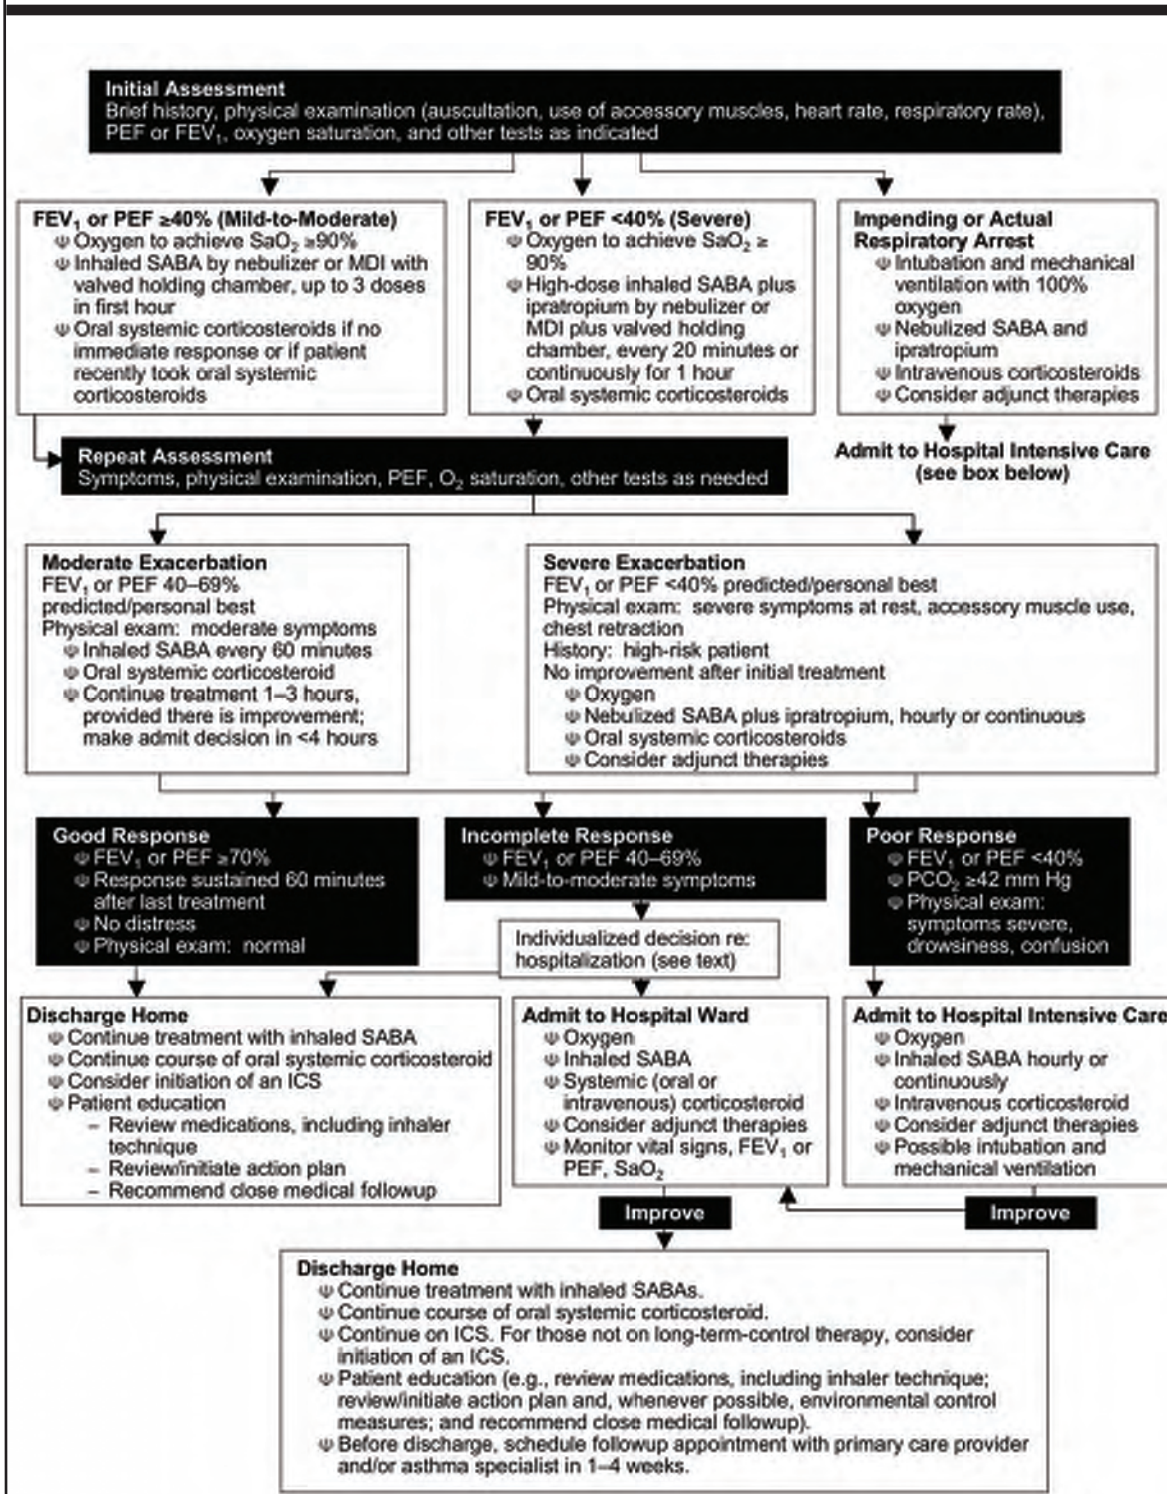 Initial Assessment
Brief history, physical examination (auscultation, use of accessory muscles, heart rate, respiratory rate),
PEF or FEV₁, oxygen saturation, and other tests as indicated
FEV₁ or PEF ≥40% (Mild-to-Moderate)
Oxygen to achieve SaO₂ ≥90%
Inhaled SABA by nebulizer or MDI with
valved holding chamber, up to 3 doses
in first hour
Oral systemic corticosteroids if no
immediate response or if patient
recently took oral systemic
corticosteroids
FEV₁ or PEF <40% (Severe)
Oxygen to achieve SaO₂ ≥
90%
High-dose inhaled SABA plus
ipratropium by nebulizer or
MDI plus valved holding
chamber, every 20 minutes or
continuously for 1 hour
Oral systemic corticosteroids
Impending or Actual
Respiratory Arrest
Intubation and mechanical
ventilation with 100%
oxygen
Nebulized SABA and
ipratropium
Intravenous corticosteroids
Consider adjunct therapies
Admit to Hospital Intensive Care
(see box below)
Repeat Assessment
Symptoms, physical examination, PEF, O₂ saturation, other tests as needed
Moderate Exacerbation
FEV₁ or PEF 40–69%
predicted/personal best
Physical exam: moderate symptoms
Inhaled SABA every 60 minutes
Oral systemic corticosteroid
Continue treatment 1–3 hours,
provided there is improvement;
make admit decision in <4 hours
Severe Exacerbation
FEV₁ or PEF <40% predicted/personal best
Physical exam: severe symptoms at rest, accessory muscle use,
chest retraction
History: high-risk patient
No improvement after initial treatment
Oxygen
Nebulized SABA plus ipratropium, hourly or continuous
Oral systemic corticosteroids
Consider adjunct therapies
Good Response
FEV₁ or PEF ≥70%
Response sustained 60 minutes
after last treatment
No distress
Physical exam: normal
Incomplete Response
FEV₁ or PEF 40–69%
Mild-to-moderate symptoms
Poor Response
FEV₁ or PEF <40%
PCO₂ ≥42 mm Hg
Physical exam:
symptoms severe,
drowsiness, confusion
Individualized decision re:
hospitalization (see text)
Discharge Home
Continue treatment with inhaled SABA
Continue course of oral systemic corticosteroid
Consider initiation of an ICS
Patient education
– Review medications, including inhaler
technique
– Review/initiate action plan
– Recommend close medical followup
Admit to Hospital Ward
Oxygen
Inhaled SABA
Systemic (oral or
intravenous) corticosteroid
Consider adjunct therapies
Monitor vital signs, FEV₁ or
PEF, SaO₂
Admit to Hospital Intensive Care
Oxygen
Inhaled SABA hourly or
continuously
Intravenous corticosteroid
Consider adjunct therapies
Possible intubation and
mechanical ventilation
Improve
Improve
Discharge Home
Continue treatment with inhaled SABAs.
Continue course of oral systemic corticosteroid.
Continue on ICS. For those not on long-term-control therapy, consider
initiation of an ICS.
Patient education (e.g., review medications, including inhaler technique;
review/initiate action plan and, whenever possible, environmental control
measures; and recommend close medical followup).
Before discharge, schedule followup appointment with primary care provider
and/or asthma specialist in 1–4 weeks.